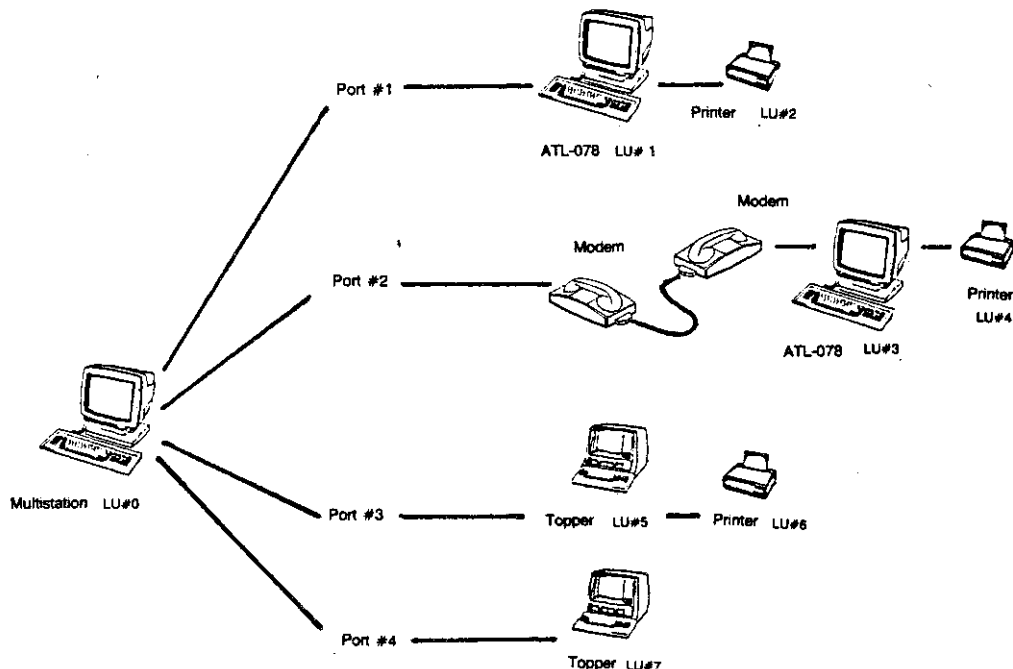 Port #1
Printer LU#2
ATL-078 LU# 1
Modem
Modem
Port #2
Printer
LU#4
ATL-078 LU#3
Multistation LU#0
Port #3
Topper LU#5
Printer LU#6
Port #4
Topper LU#7